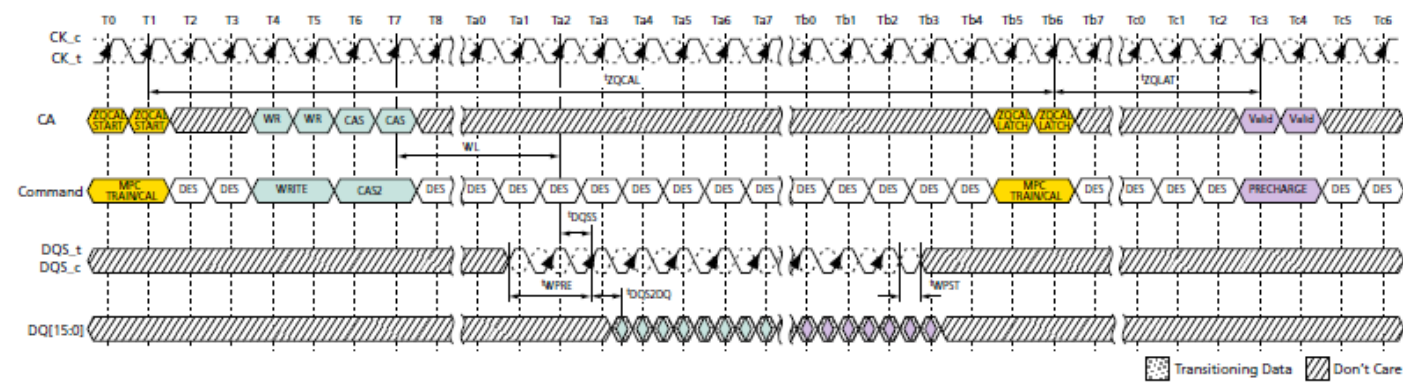 T0 T1 T2 T3 T4 T5 T6 T7 T8 Ta0 Ta1 Ta2 Ta3 Ta4 Ta5 Ta6 Ta7 Tb0 Tb1 Tb2 Tb3 Tb4 Tb5 Tb6 Tb7 Tc0 Tc1 Tc2 Tc3 Tc4 Tc5 Tc6
CK_c
CK_t
tZQCAL tZQLAT
CA ZQCAL START ZQCAL START WR WR CAS CAS ZQCAL LATCH ZQCAL LATCH Valid Valid
WL
Command MPC TRAIN/CAL DES DES WRITE CAS2 DES DES DES DES DES DES DES DES DES DES DES DES DES DES MPC TRAIN/CAL DES DES DES DES PRECHARGE DES DES
tDQSS
DQS_t
DQS_c
tWPRE tDQS2DQ tWPST
DQ[15:0]
Transitioning Data Don't Care